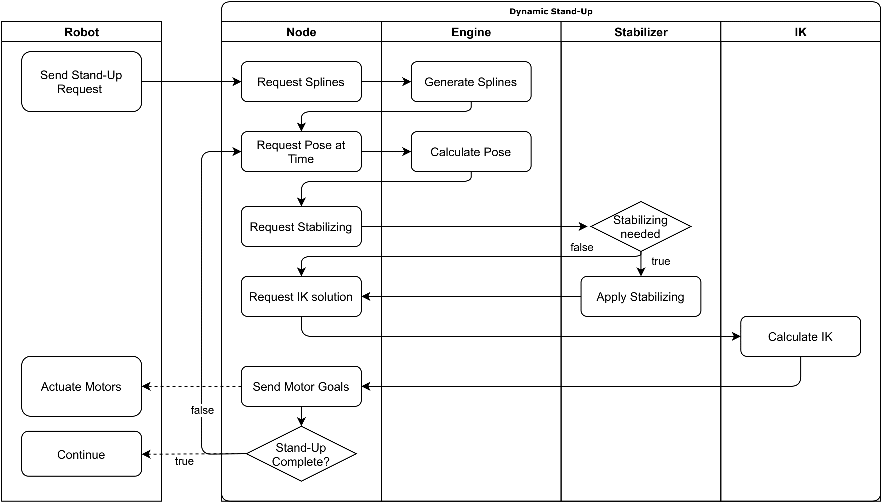 Dynamic Stand-Up
Robot
Node
Engine
Stabilizer
IK
Send Stand-Up
Request
Request Splines
Generate Splines
Request Pose at
Time
Calculate Pose
Request Stabilizing
Stabilizing
needed
false
true
Request IK solution
Apply Stabilizing
Calculate IK
Actuate Motors
Send Motor Goals
false
Continue
true
Stand-Up
Complete?